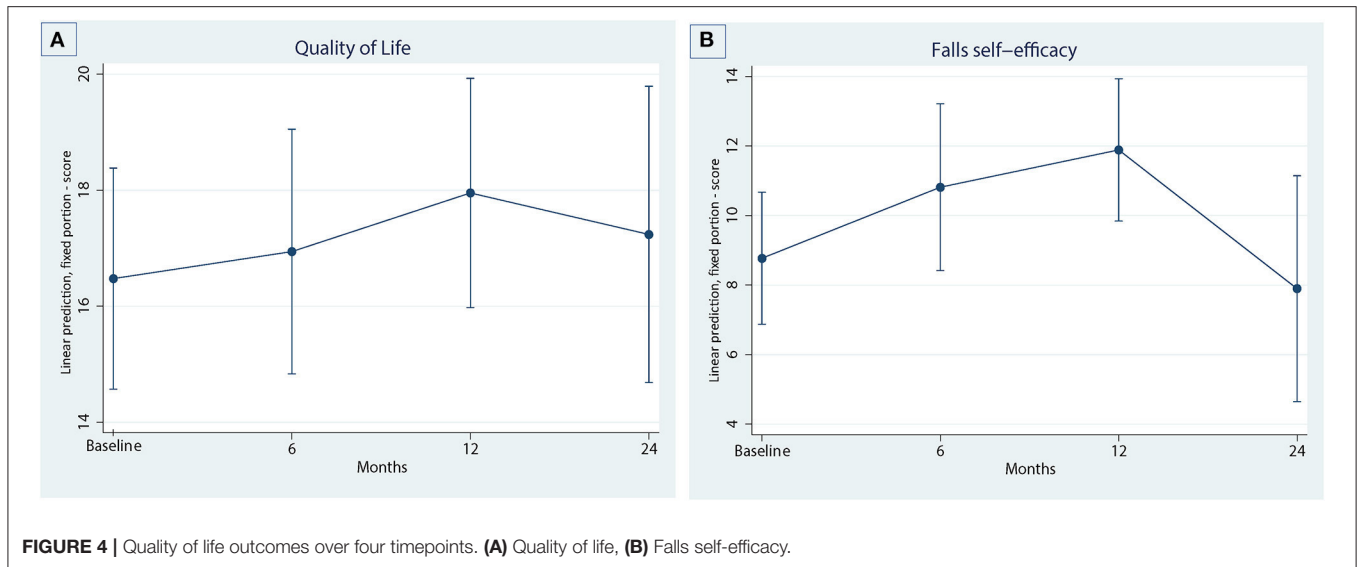 A
Quality of Life
Linear prediction, fixed portion - score
20
18
16
14
Baseline
6
12
24
Months
B
Falls self–efficacy
Linear prediction, fixed portion - score
14
12
10
8
6
4
Baseline
6
12
24
Months
FIGURE 4 | Quality of life outcomes over four timepoints. (A) Quality of life, (B) Falls self-efficacy.